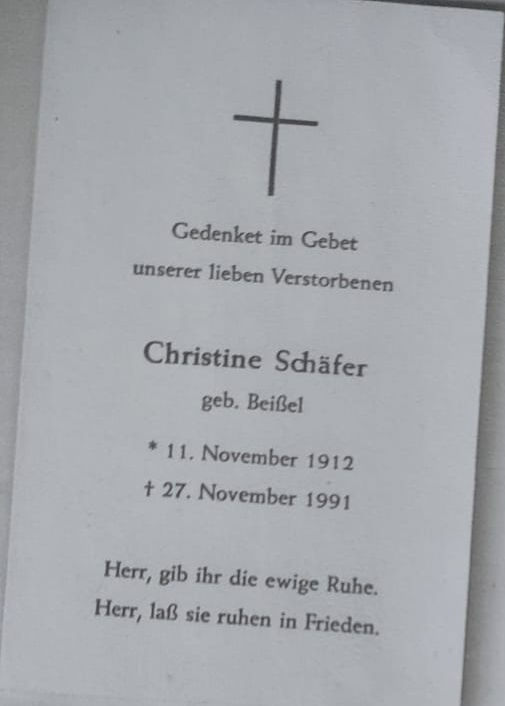 Gedenket im Gebet
unserer lieben Verstorbenen
Christine Schäfer
geb. Beißel
* 11. November 1912
† 27. November 1991
Herr, gib ihr die ewige Ruhe.
Herr, laß sie ruhen in Frieden.